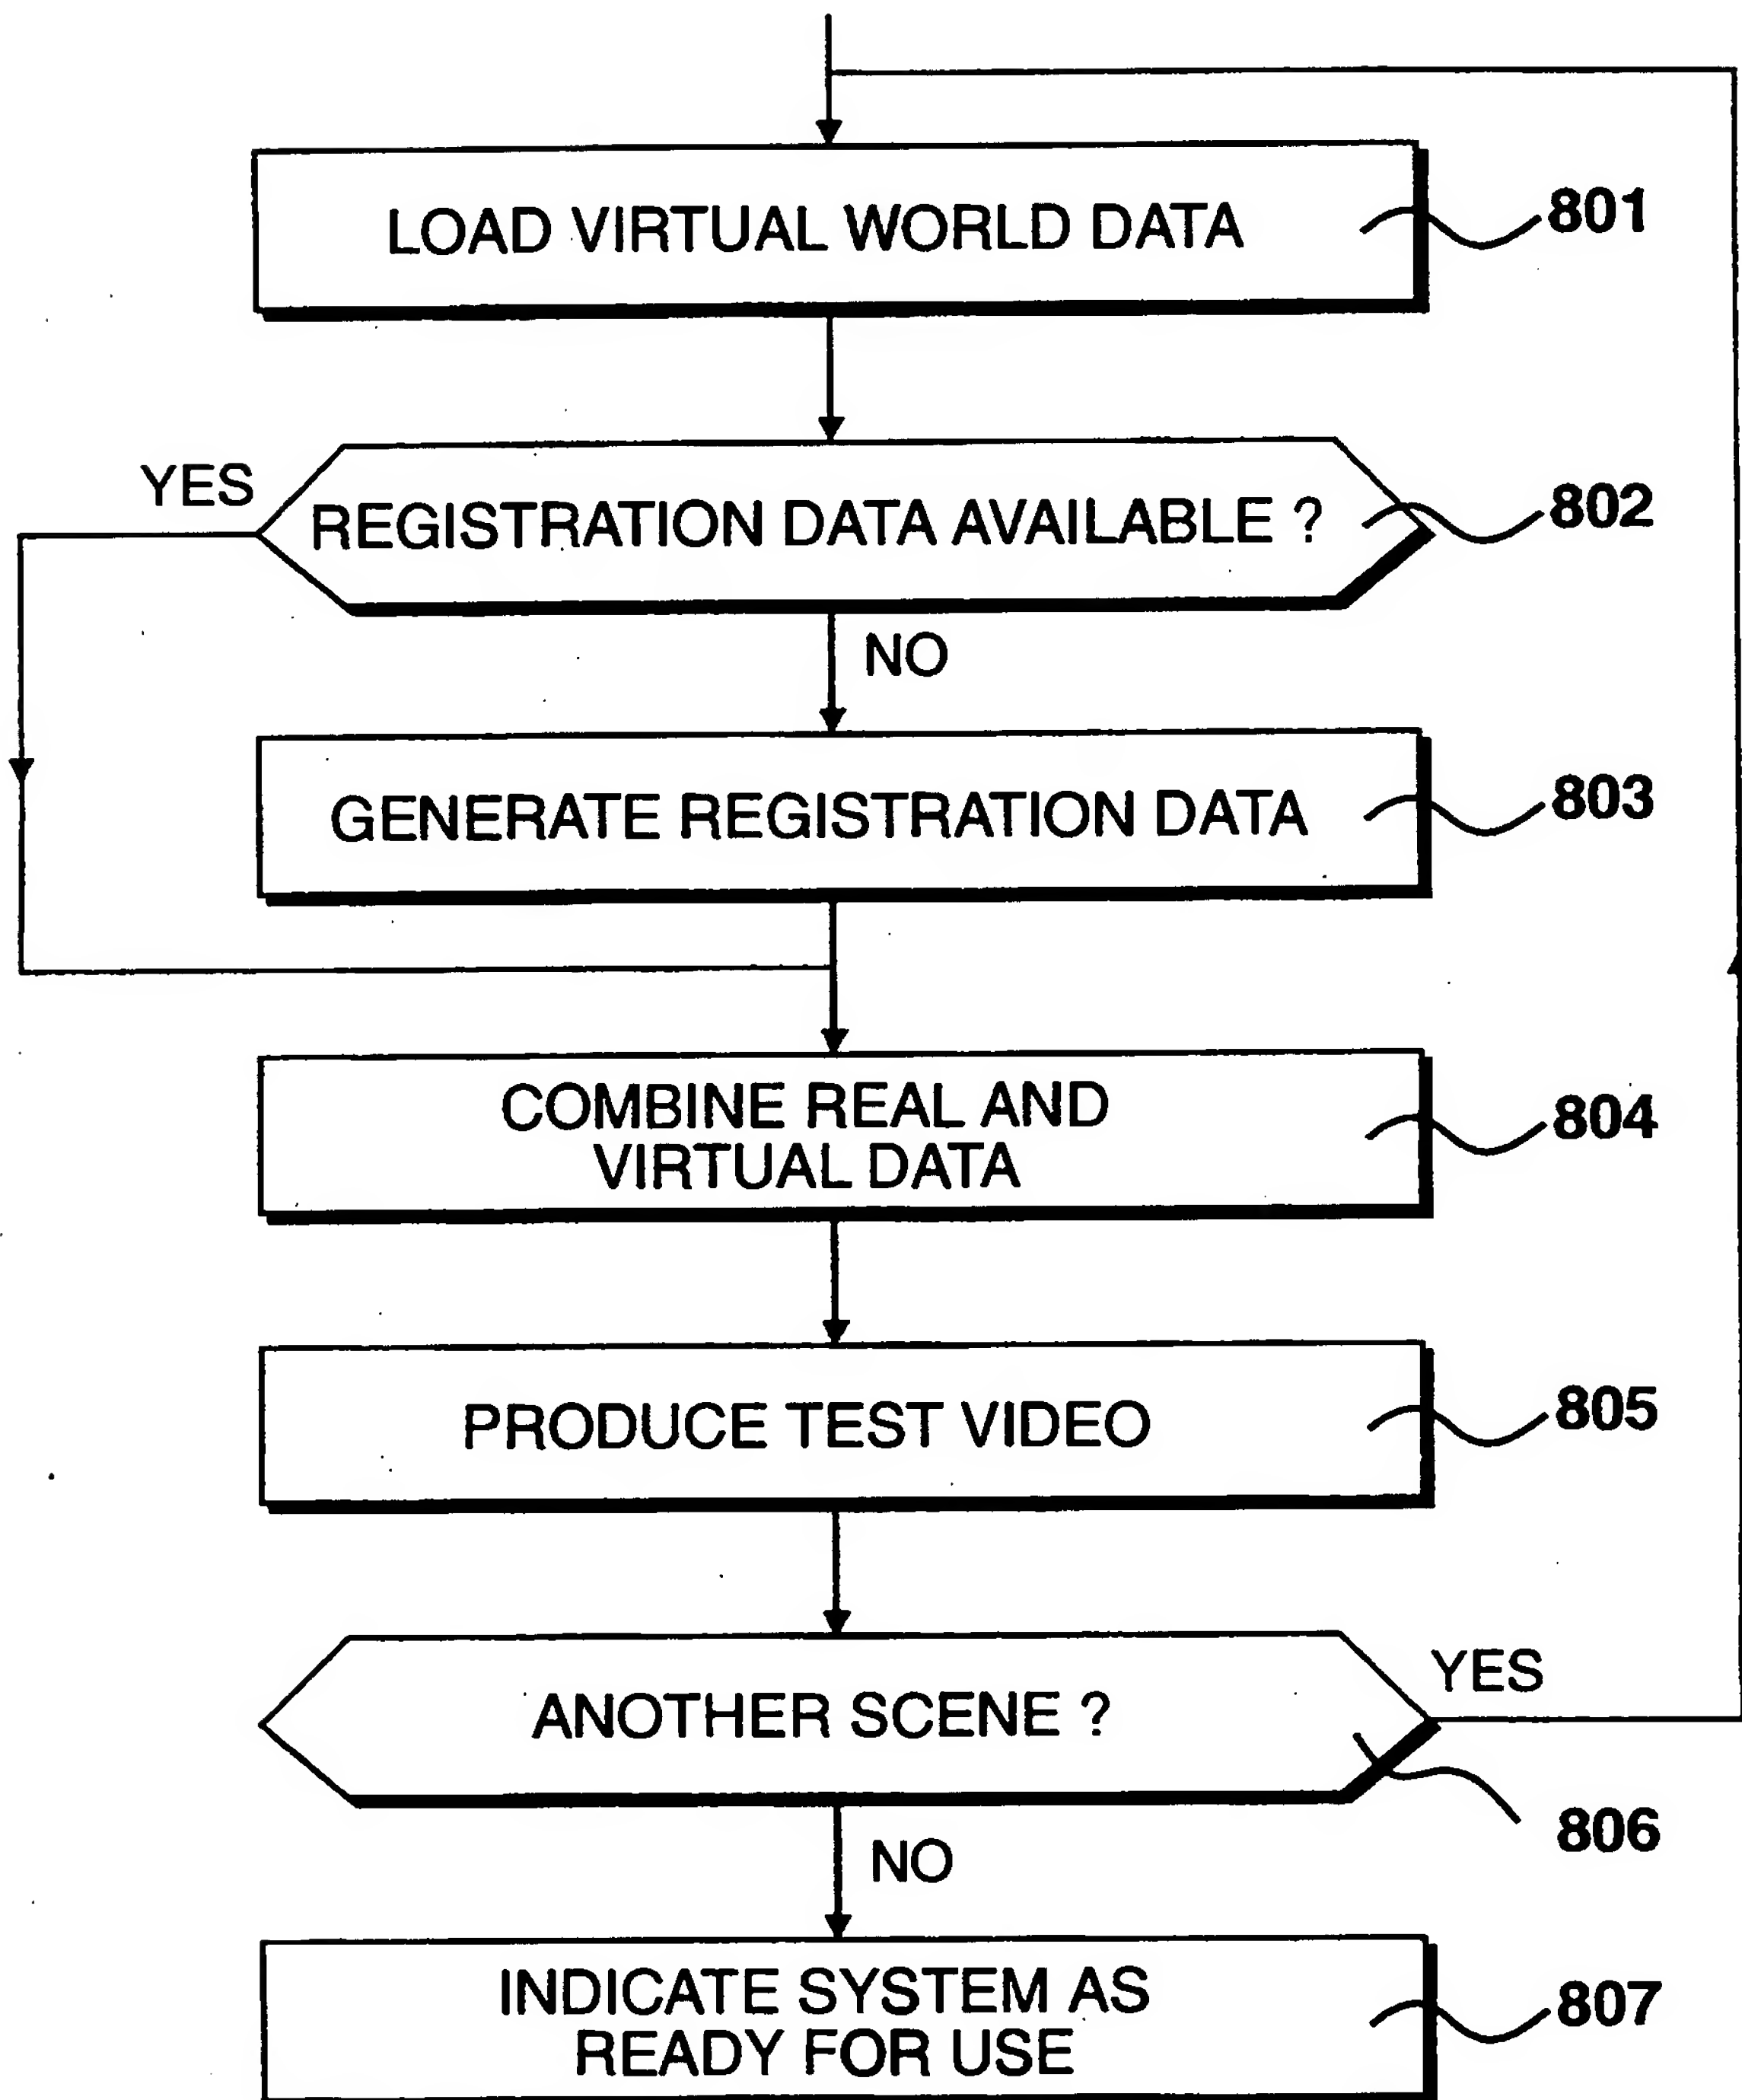 LOAD VIRTUAL WORLD DATA
801
YES
REGISTRATION DATA AVAILABLE ?
802
NO
GENERATE REGISTRATION DATA
803
COMBINE REAL AND
VIRTUAL DATA
804
PRODUCE TEST VIDEO
805
YES
ANOTHER SCENE ?
806
NO
INDICATE SYSTEM AS
READY FOR USE
807